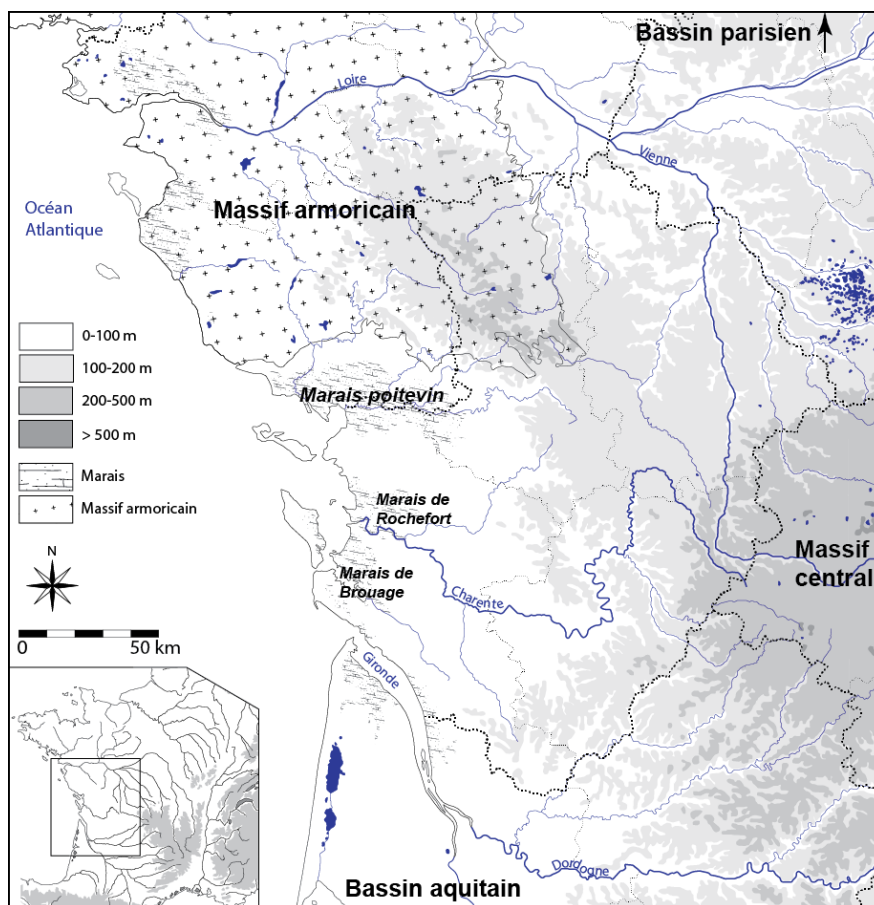 Bassin parisien
Loire
Vienne
Océan
Atlantique
Massif armoricain
0-100 m
100-200 m
200-500 m
> 500 m
Marais
Massif armoricain
Marais poitevin
Marais de
Rochefort
Massif
central
Marais de
Brouage
Charente
N
0 50 km
Gironde
Dordogne
Bassin aquitain